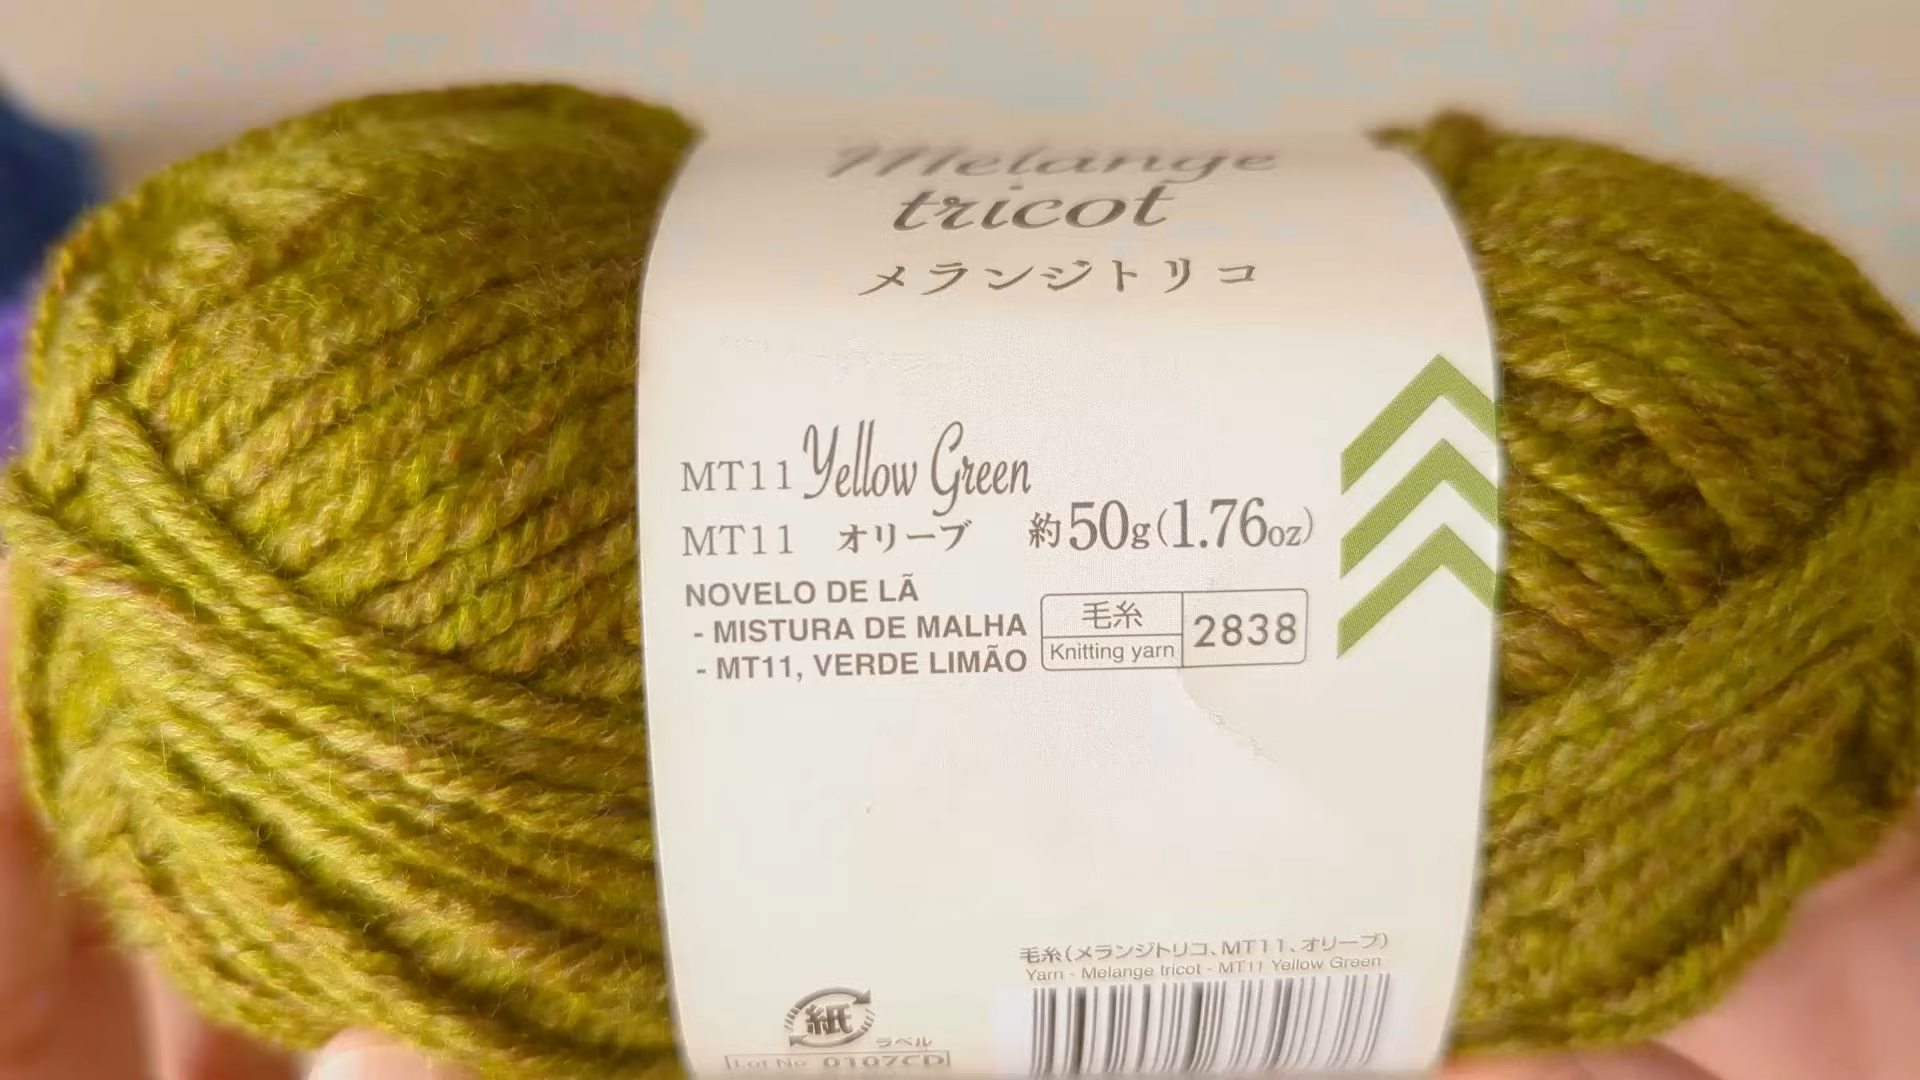 Melange
tricot
メランジトリコ
MT11 Yellow Green
MT11 オリーブ 約50g(1.76oz)
NOVELO DE LÃ
- MISTURA DE MALHA
- MT11, VERDE LIMÃO
毛糸
Knitting yarn
2838
毛糸(メランジトリコ、MT11、オリーブ)
Yarn - Melange tricot - MT11 Yellow Green
紙
ラベル
Lot No. 0107CD